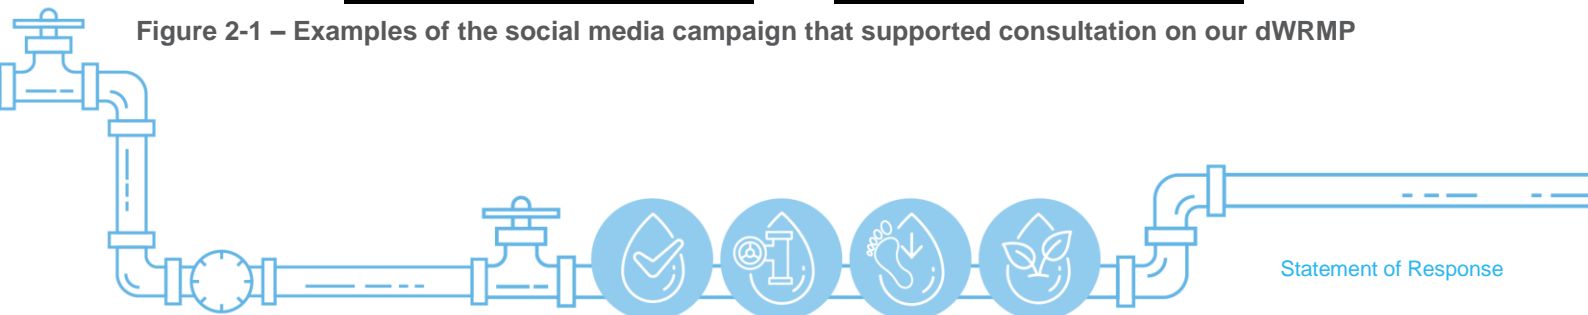 Figure 2-1 – Examples of the social media campaign that supported consultation on our dWRMP
Statement of Response